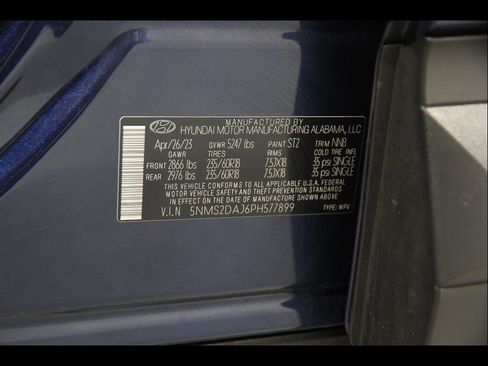 MANUFACTURED BY
HYUNDAI MOTOR MANUFACTURING ALABAMA, LLC
Apr/26/23 GVWR 5247 lbs PAINT ST2 TRIM NNB
GAWR TIRES RIMS COLD INFL
FRONT 2866 lbs 235/60R18 7.5JX18 35 psi SINGLE
REAR 2976 lbs 235/60R18 7.5JX18 35 psi SINGLE
THIS VEHICLE CONFORMS TO ALL APPLICABLE U.S. FEDERAL MOTOR
VEHICLE SAFETY, BUMPER, AND THEFT PREVENTION STANDARDS
IN EFFECT ON THE DATE OF MANUFACTURE SHOWN ABOVE.
V.I.N 5NMS2DAJ6PH577899 TYPE: MPV